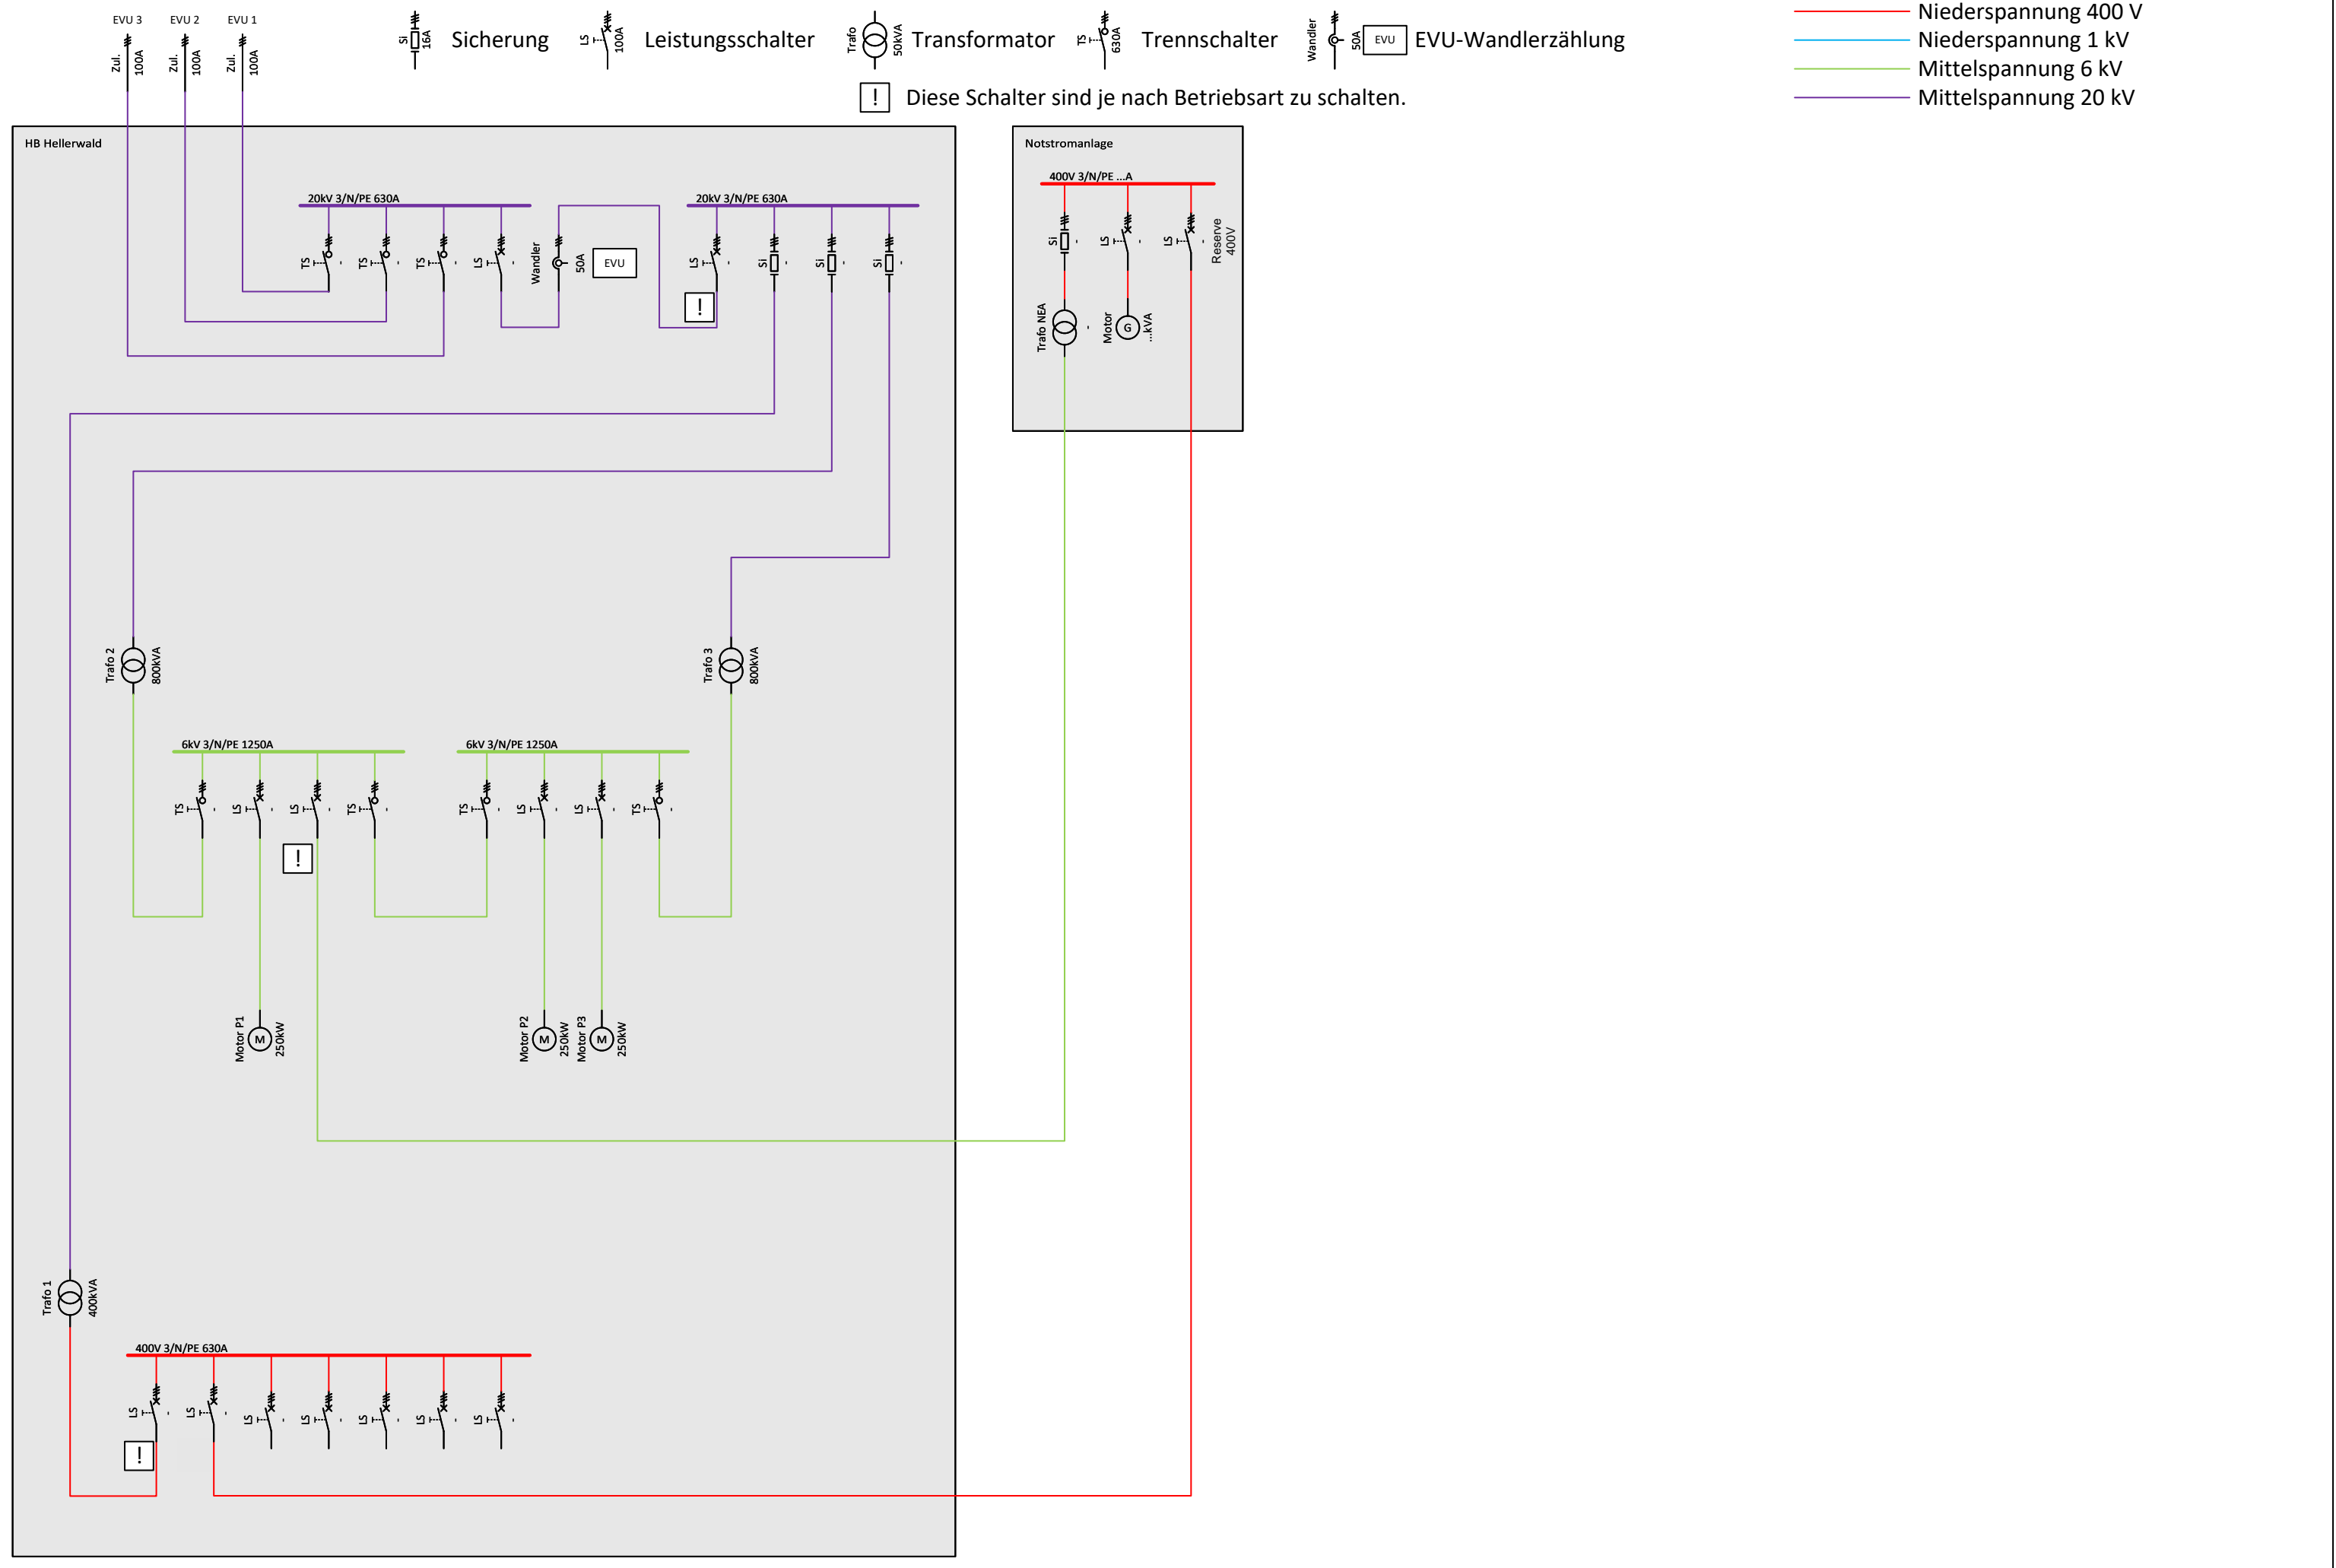 EVU 3
EVU 2
EVU 1
Zul.
100A
Zul.
100A
Zul.
100A
Si
16A
Sicherung
LS
100A
Leistungsschalter
Trafo
50kVA
Transformator
TS
630A
Trennschalter
Wandler
50A
EVU
EVU-Wandlerzählung
! Diese Schalter sind je nach Betriebsart zu schalten.
Niederspannung 400 V
Niederspannung 1 kV
Mittelspannung 6 kV
Mittelspannung 20 kV
HB Hellerwald
20kV 3/N/PE 630A
TS
-
TS
-
TS
-
LS
-
Wandler
50A
EVU
20kV 3/N/PE 630A
LS
-
!
Si
-
Si
-
Si
-
Notstromanlage
400V 3/N/PE ...A
Si
-
LS
-
LS
-
Reserve
400V
Trafo NEA
-
Motor
G
...kVA
Trafo 2
800kVA
Trafo 3
800kVA
6kV 3/N/PE 1250A
TS
-
LS
-
LS
-
!
TS
-
6kV 3/N/PE 1250A
TS
-
LS
-
LS
-
TS
-
Motor P1
M
250kW
Motor P2
M
250kW
Motor P3
M
250kW
Trafo 1
400kVA
400V 3/N/PE 630A
LS
-
!
LS
-
LS
-
LS
-
LS
-
LS
-
LS
-